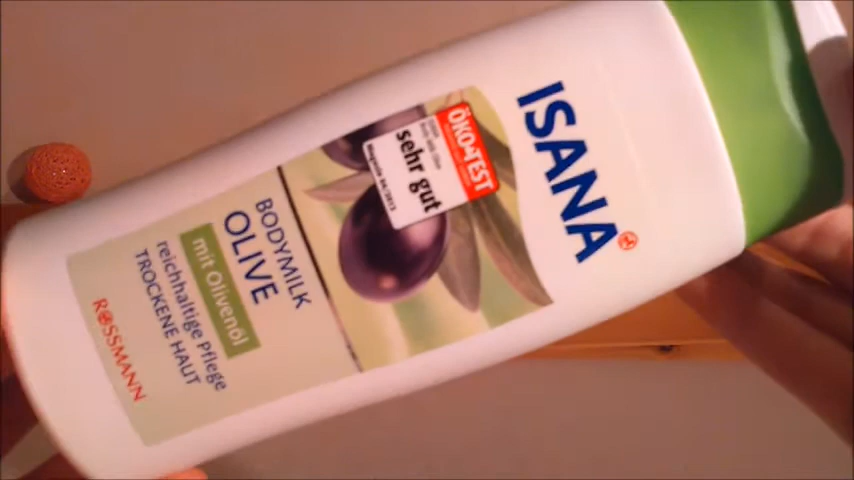 ISANA
ÖKO-TEST
sehr gut
BODYMILK
OLIVE
mit Olivenöl
reichhaltige Pflege
TROCKENE HAUT
ROSSMANN